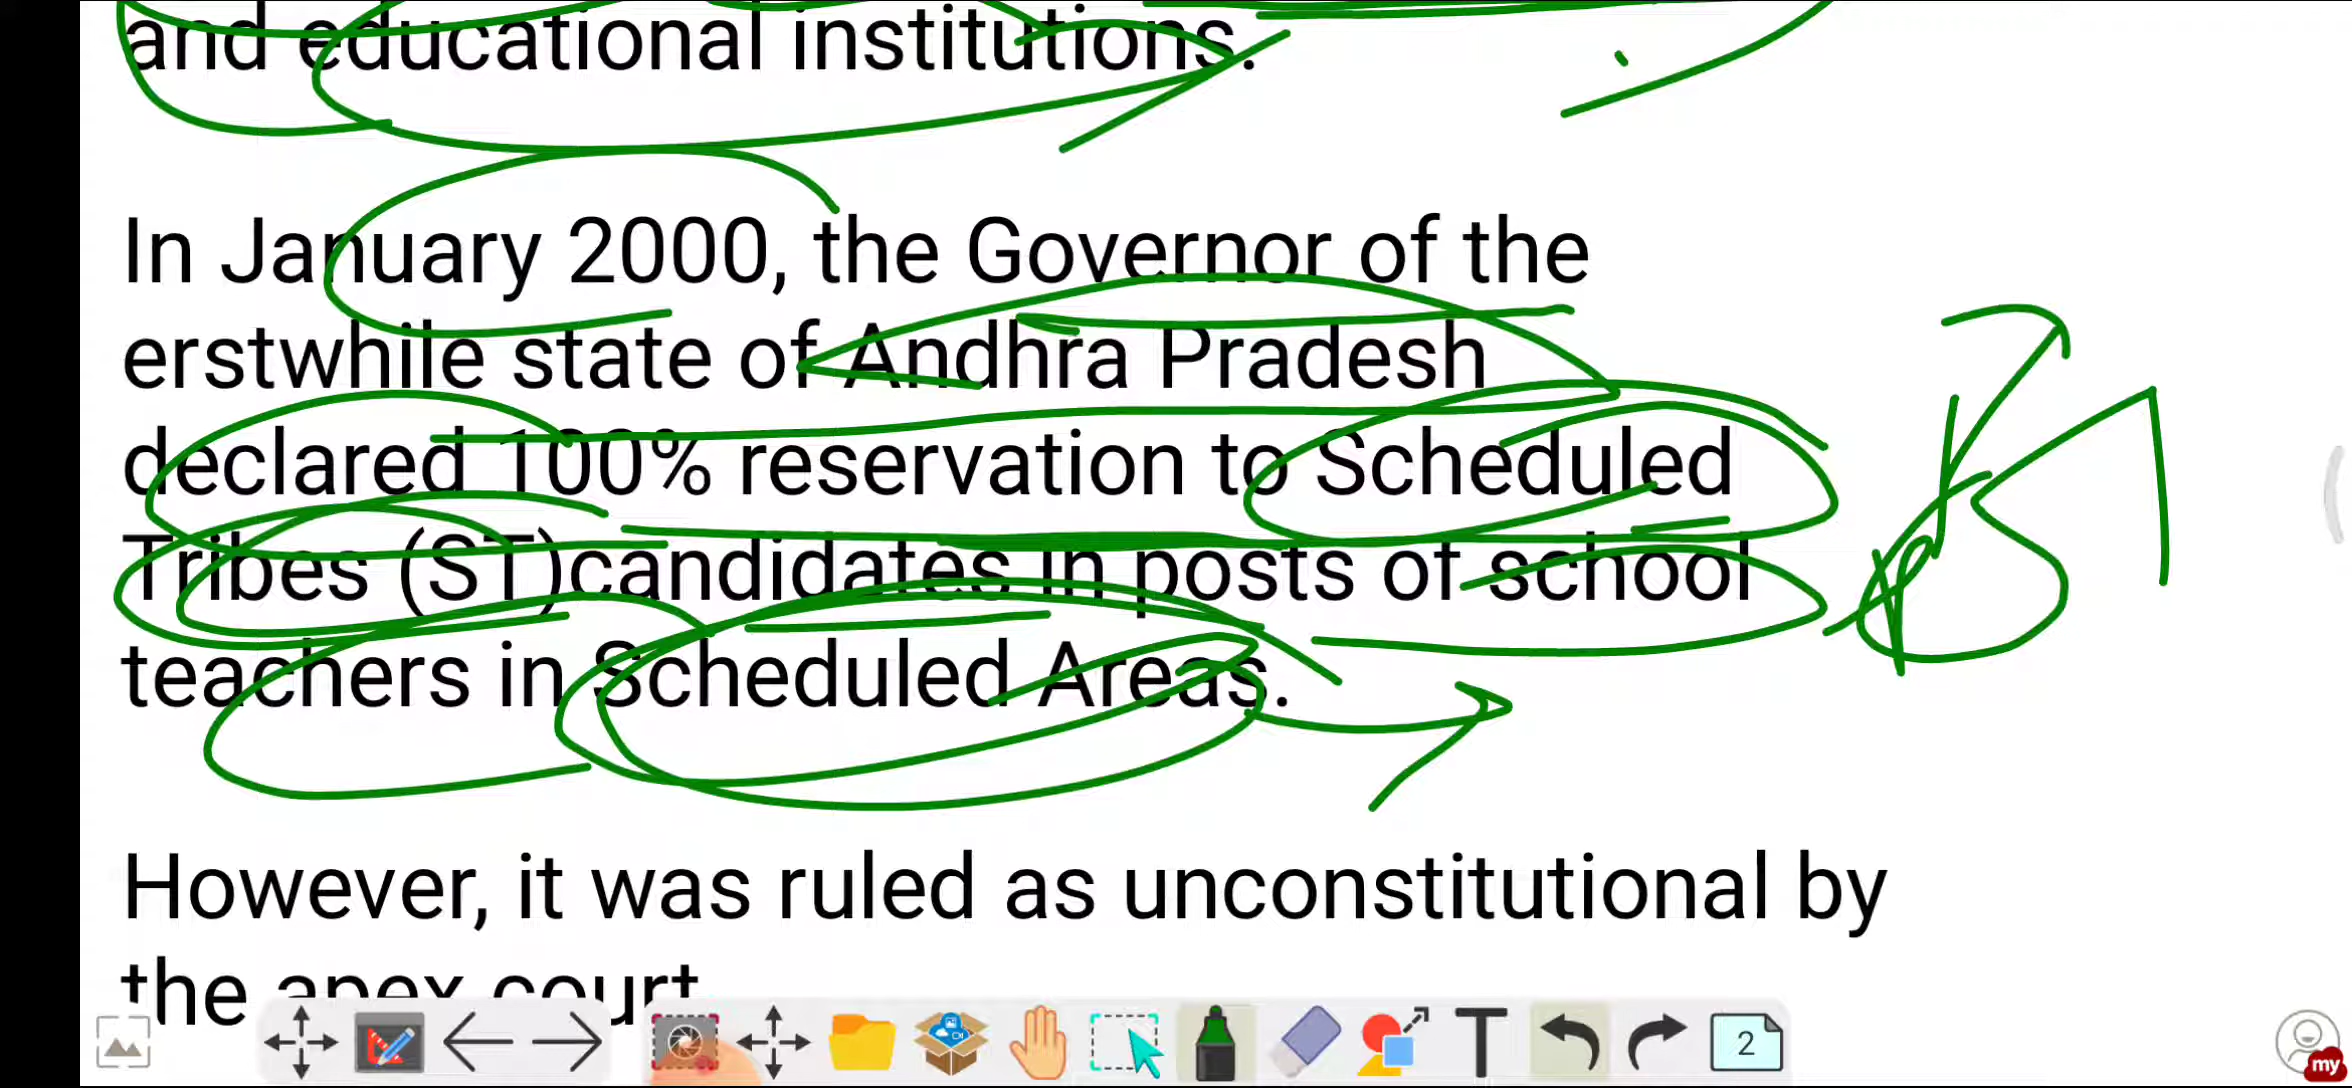 and educational institutions.
In January 2000, the Governor of the
erstwhile state of Andhra Pradesh
declared 100% reservation to Scheduled
Tribes (ST)candidates in posts of school
teachers in Scheduled Areas.
However, it was ruled as unconstitutional by
the apex court
T
2
my